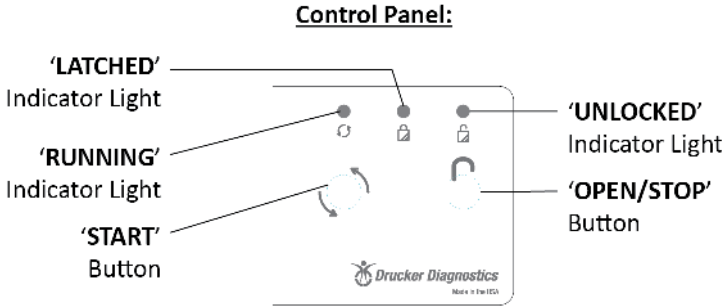 Control Panel:
‘LATCHED’
Indicator Light
‘RUNNING’
Indicator Light
‘START’
Button
‘UNLOCKED’
Indicator Light
‘OPEN/STOP’
Button
Drucker Diagnostics
Made in the USA